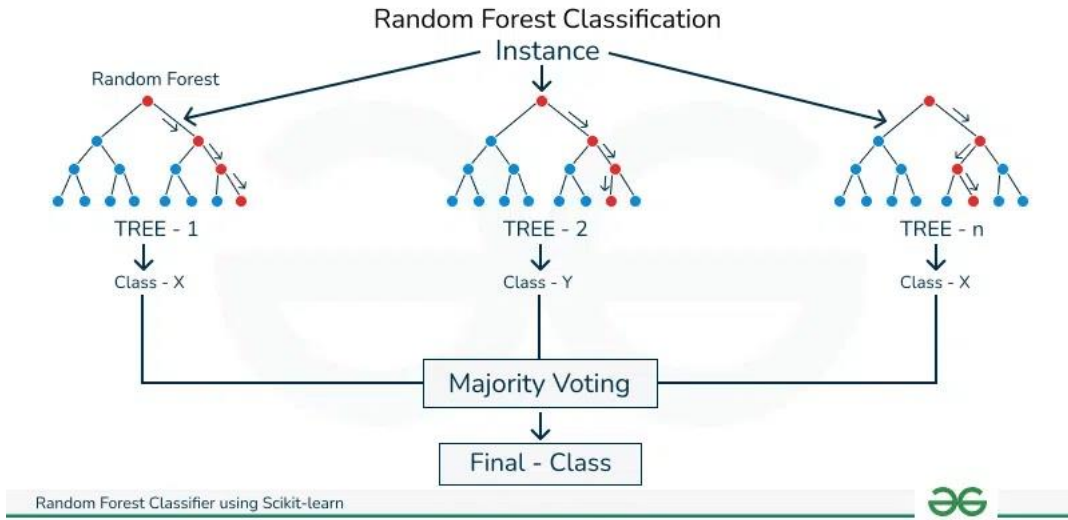 Random Forest Classification
Instance
Random Forest
TREE - 1
TREE - 2
TREE - n
Class - X
Class - Y
Class - X
Majority Voting
Final - Class
Random Forest Classifier using Scikit-learn